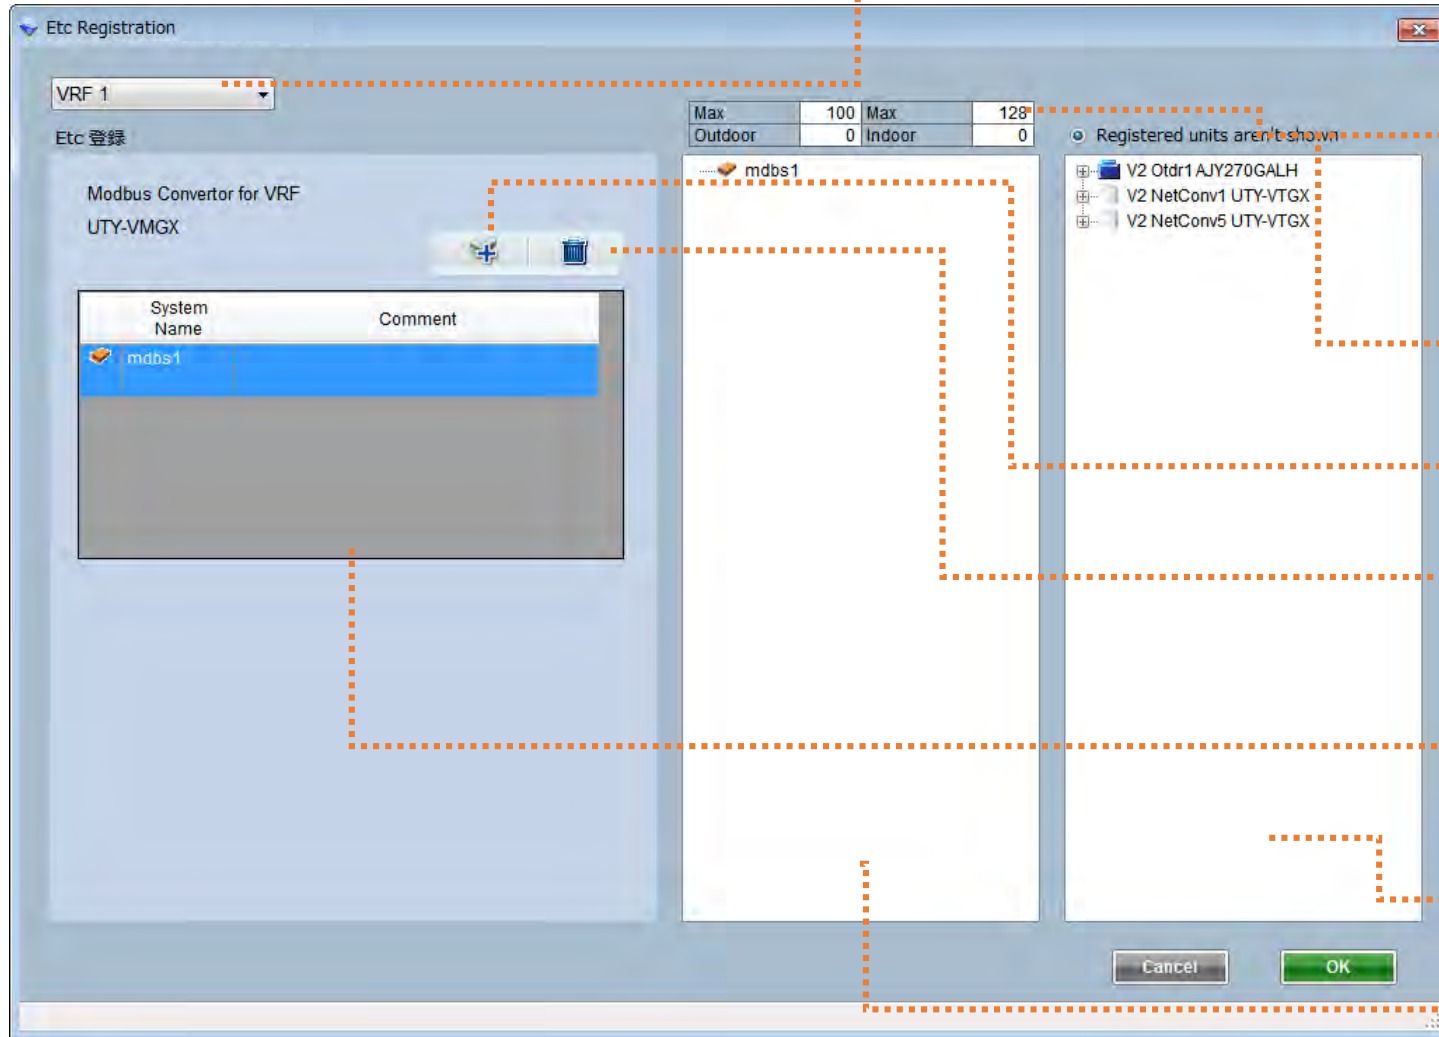 Etc Registration
VRF 1
Etc 登録
Modbus Convertor for VRF
UTY-VMGX
System Name Comment
mdbs1
Max 100 Max 128
Outdoor 0 Indoor 0
mdbs1
Registered units aren't shown
V2 Otdr1 AJY270GALH
V2 NetConv1 UTY-VTGX
V2 NetConv5 UTY-VTGX
Cancel OK